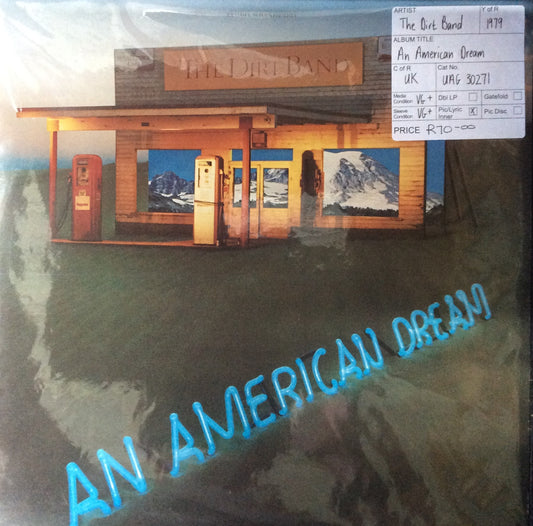 ARTIST
The Dirt Band
Y of R
1979
ALBUM TITLE
An American Dream
C of R
UK
Cat No.
UAG 30271
Media Condition VG +
Dbl LP
Gatefold
Sleeve Condition VG+
Pic/Lyric Inner X
Pic Disc
PRICE R70-00
THE DIRT BAND
AN AMERICAN DREAM